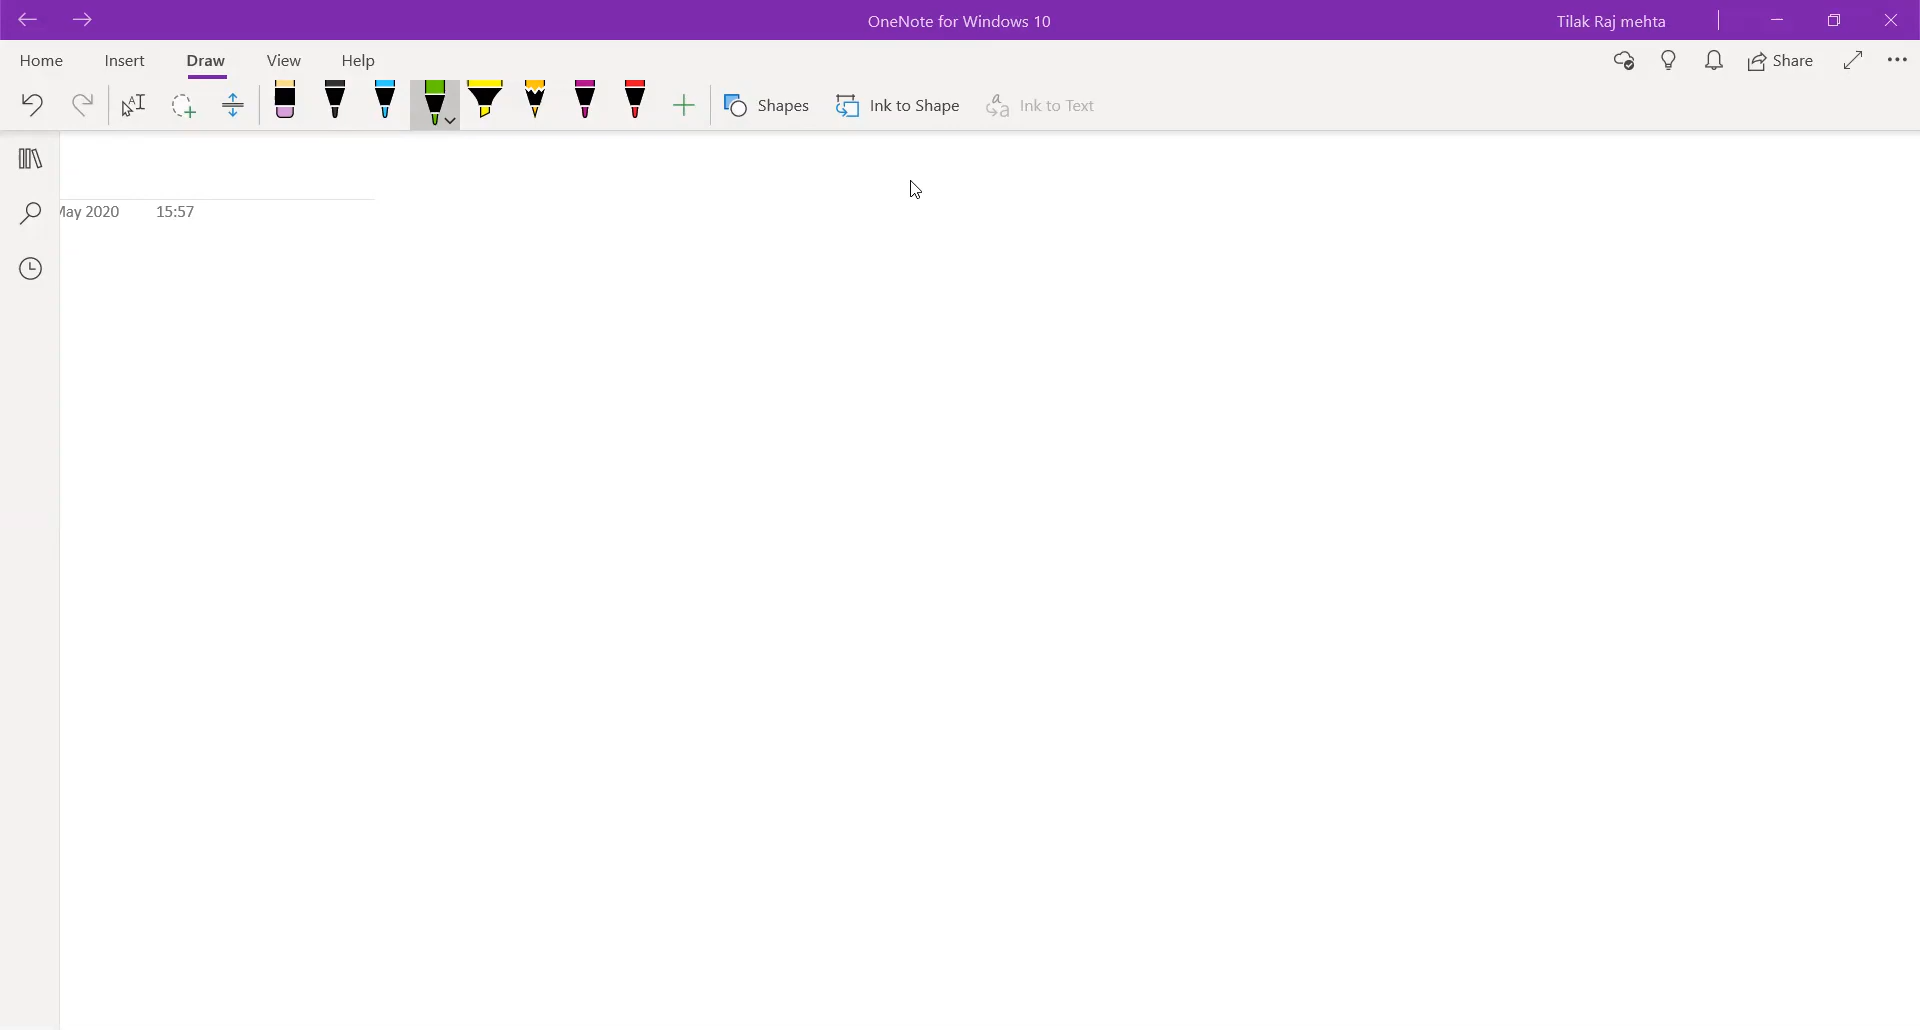 OneNote for Windows 10
Tilak Raj mehta
Home Insert Draw View Help
Share
Shapes Ink to Shape Ink to Text
May 2020 15:57